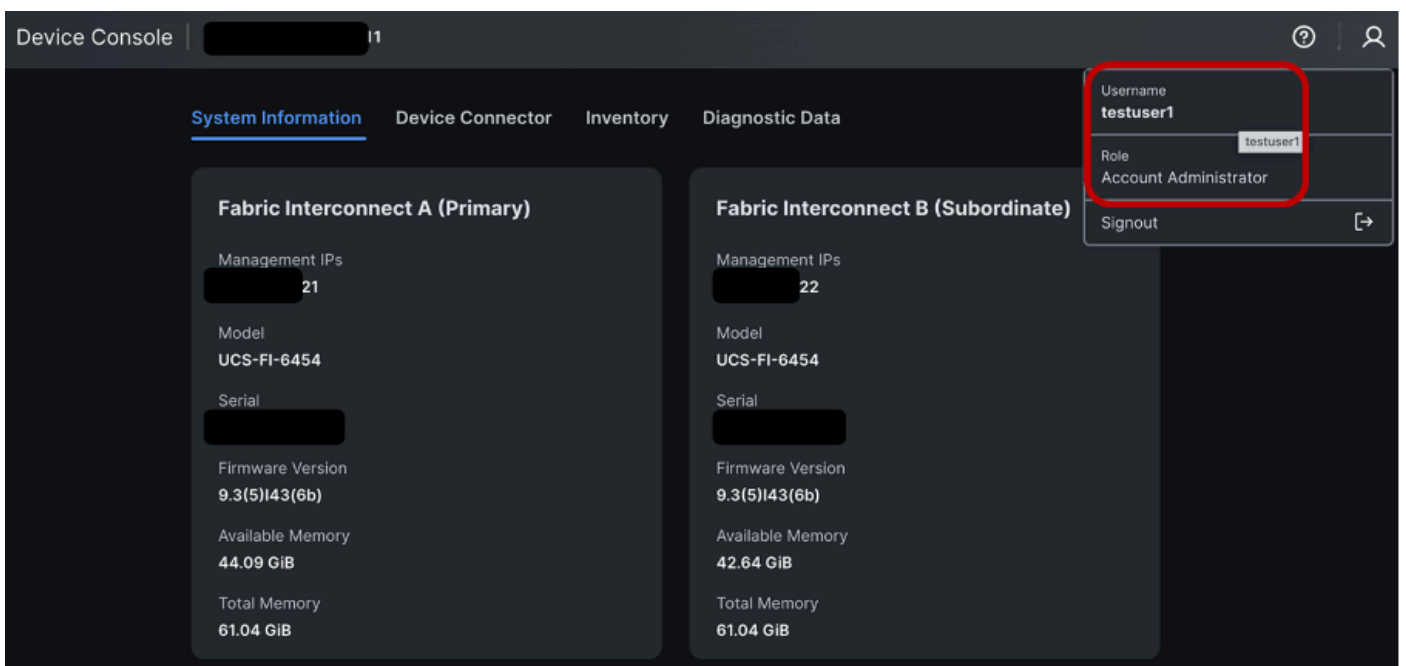 Device Console
Username
testuser1
testuser1
Role
Account Administrator
Signout
System Information
Device Connector
Inventory
Diagnostic Data
Fabric Interconnect A (Primary)
Management IPs
21
Model
UCS-FI-6454
Serial
Firmware Version
9.3(5)I43(6b)
Available Memory
44.09 GiB
Total Memory
61.04 GiB
Fabric Interconnect B (Subordinate)
Management IPs
22
Model
UCS-FI-6454
Serial
Firmware Version
9.3(5)I43(6b)
Available Memory
42.64 GiB
Total Memory
61.04 GiB